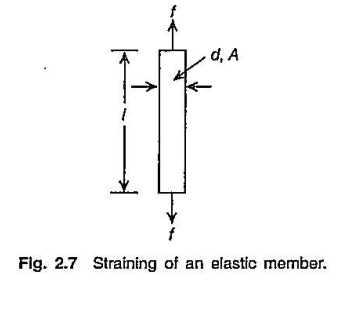 f
d, A
l
f
Fig. 2.7 Straining of an elastic member.